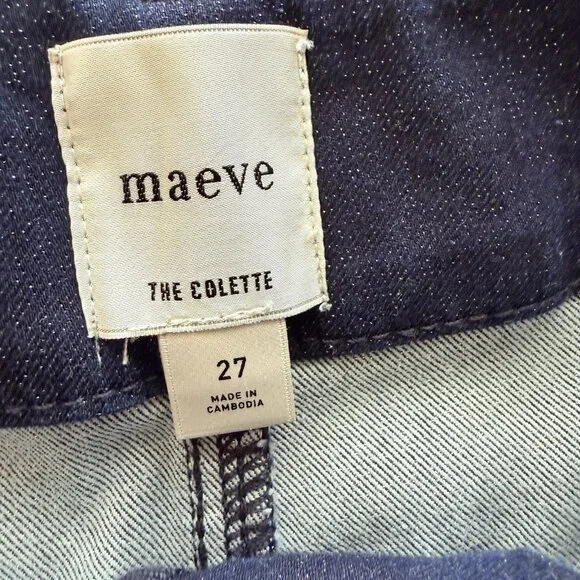 maeve
THE COLETTE
27
MADE IN
CAMBODIA